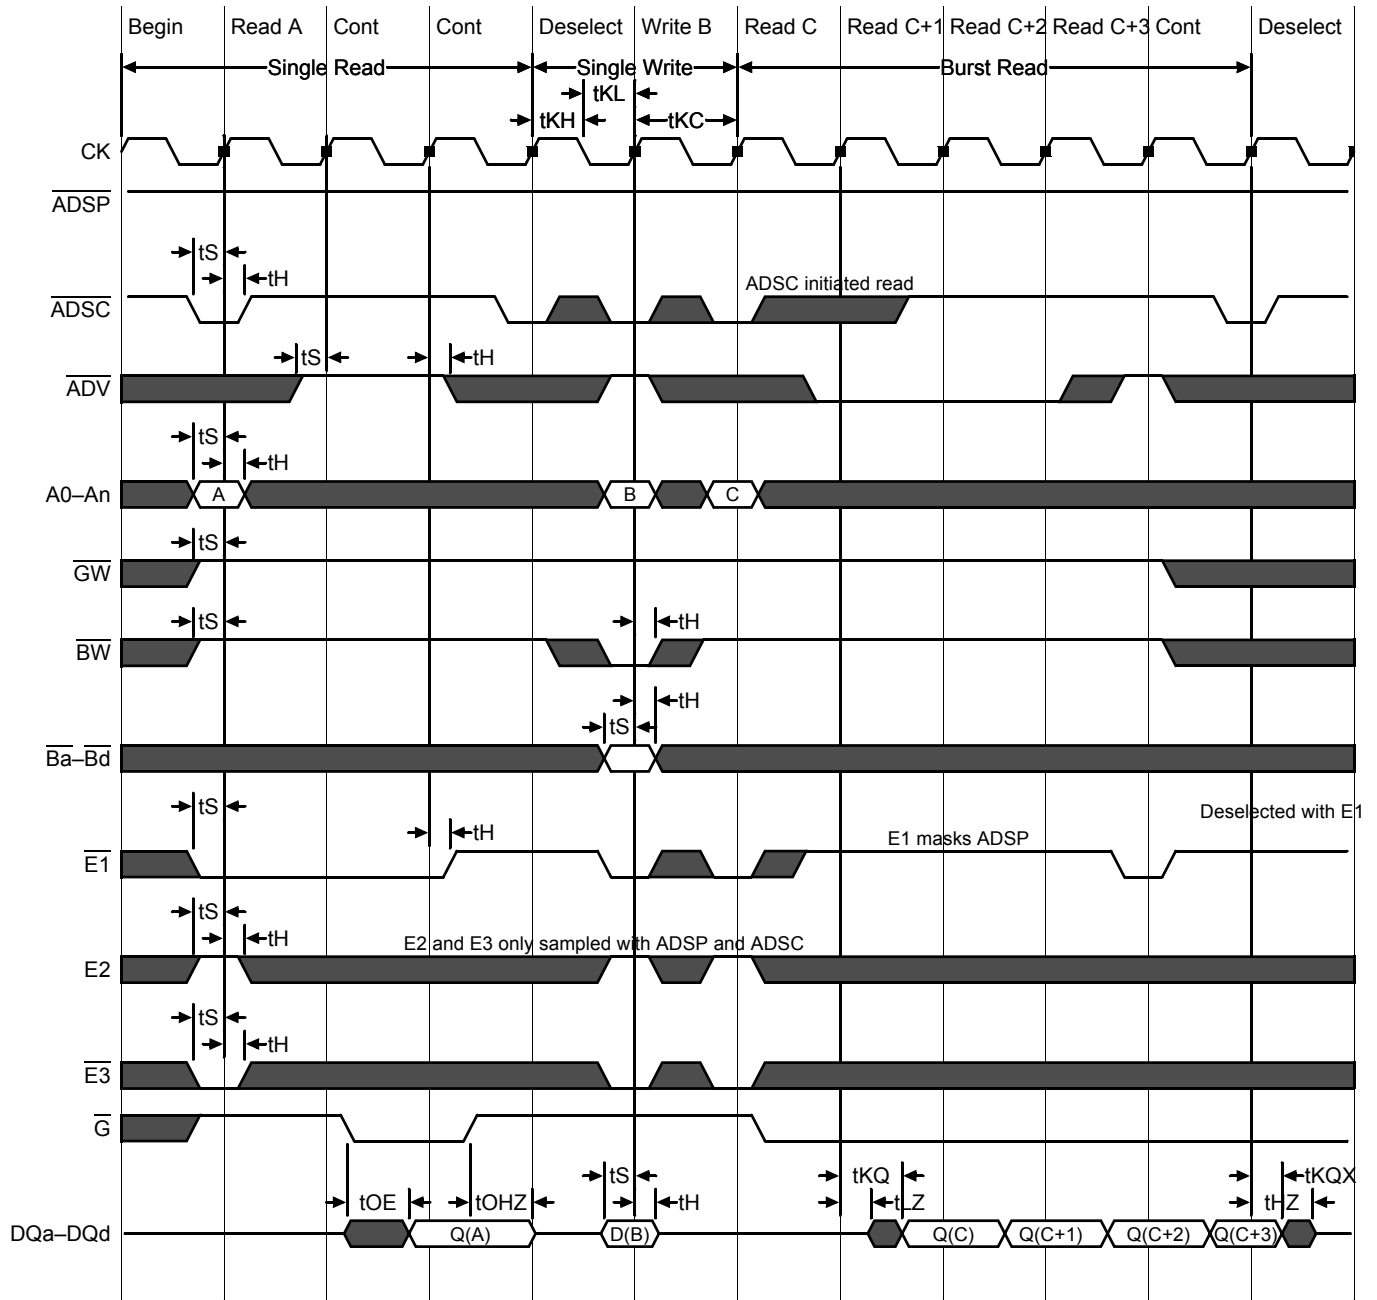 Begin Read A Cont Cont Deselect Write B Read C Read C+1 Read C+2 Read C+3 Cont Deselect
Single Read Single Write Burst Read
tKL
tKH tKC
CK
ADSP
tS
tH
ADSC initiated read
ADSC
tS tH
ADV
tS
tH
A0–An A B C
tS
GW
tS tH
BW
tH
tS
Ba–Bd
tS Deselected with E1
tH E1 masks ADSP
E1
tS
tH E2 and E3 only sampled with ADSP and ADSC
E2
tS
tH
E3
G
tS tKQ tKQX
tOE tOHZ tH tLZ tHZ
DQa–DQd Q(A) D(B) Q(C) Q(C+1) Q(C+2) Q(C+3)